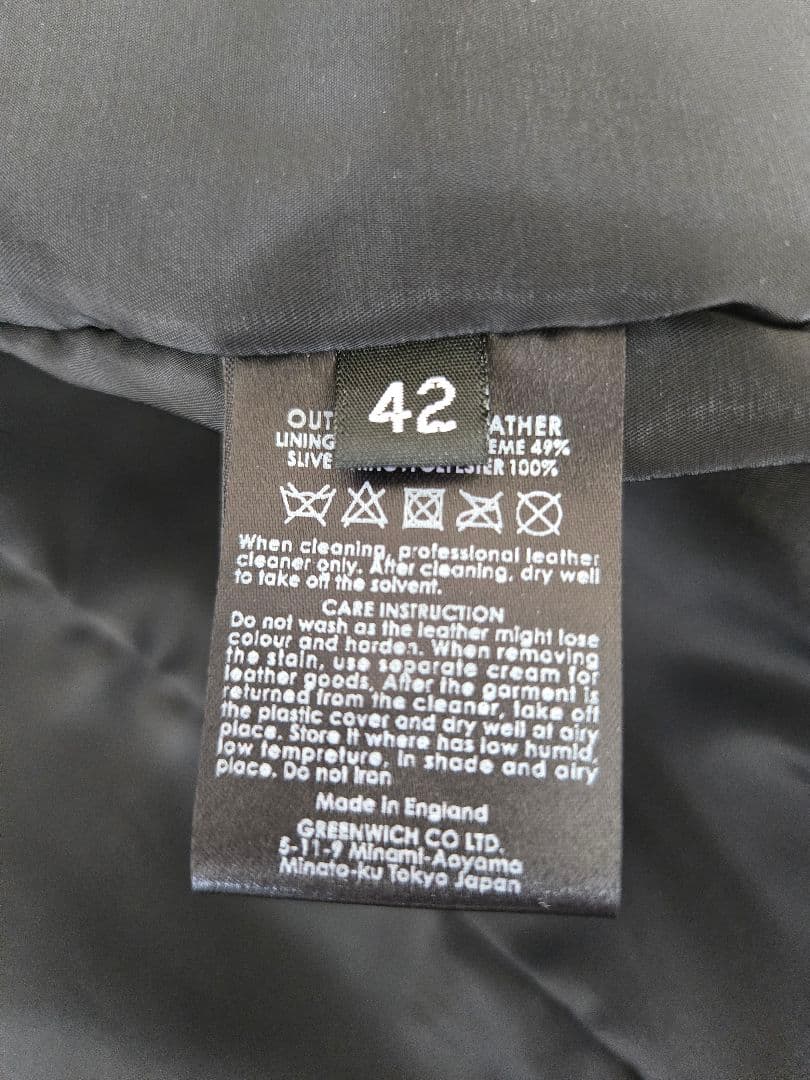 42
OUT ATHER
LINING EME 49%
SLIVE POLYESTER 100%
When cleaning, professional leather
cleaner only. After cleaning, dry well
to take off the solvent.
CARE INSTRUCTION
Do not wash as the leather might lose
colour and harden. When removing
the stain, use separate cream for
leather goods. After the garment is
returned from the cleaner, take off
the plastic cover and dry well at airy
place. Store it where has low humid,
low tempreture, in shade and airy
place. Do not Iron
Made in England
GREENWICH CO LTD.
5-11-9 Minami-Aoyama
Minato-ku Tokyo Japan